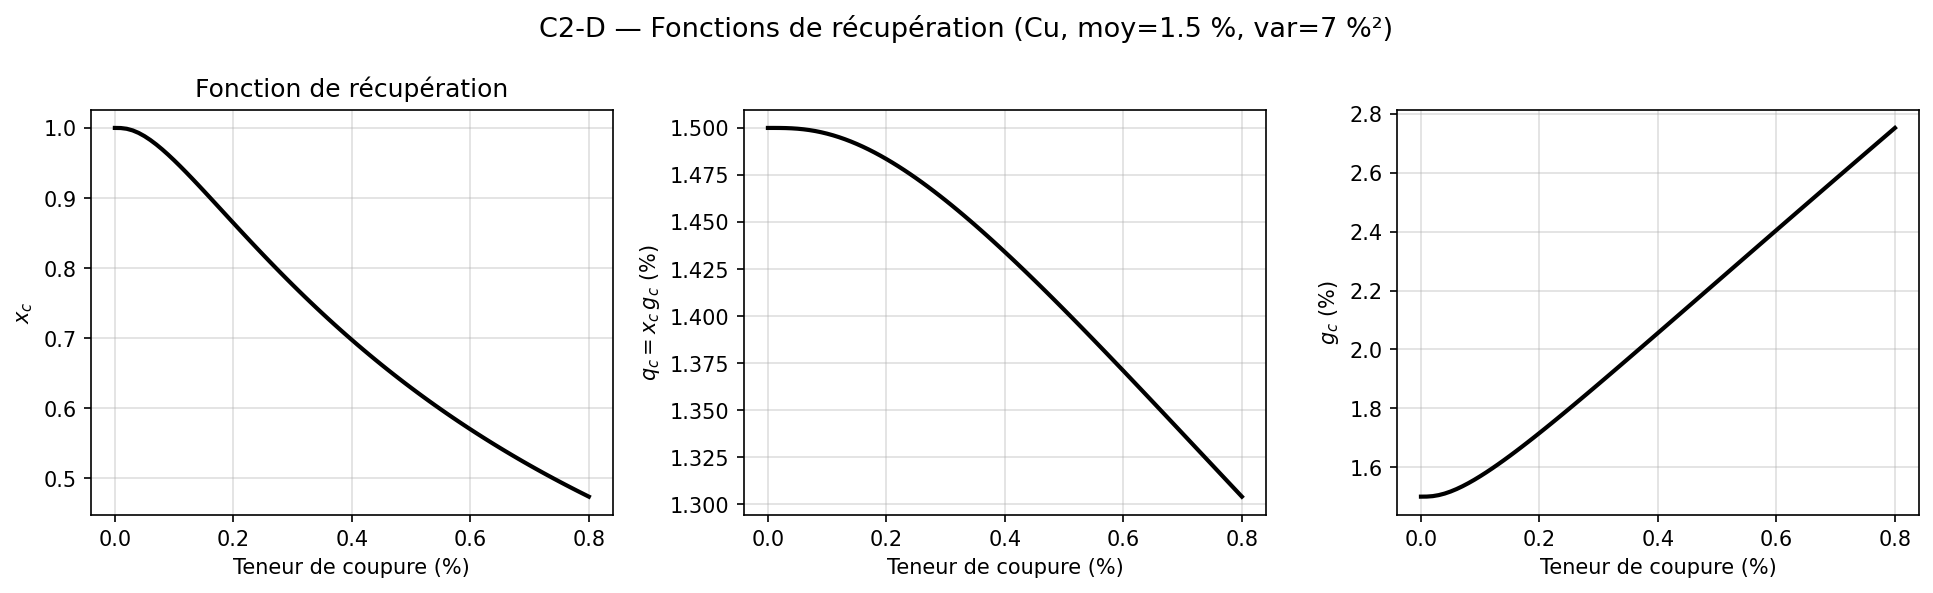 C2-D — Fonctions de récupération (Cu, moy=1.5 %, var=7 %²)
Fonction de récupération
x_c
1.0
0.9
0.8
0.7
0.6
0.5
0.0 0.2 0.4 0.6 0.8
Teneur de coupure (%)
q_c = x_c g_c (%)
1.500
1.475
1.450
1.425
1.400
1.375
1.350
1.325
1.300
0.0 0.2 0.4 0.6 0.8
Teneur de coupure (%)
g_c (%)
2.8
2.6
2.4
2.2
2.0
1.8
1.6
0.0 0.2 0.4 0.6 0.8
Teneur de coupure (%)